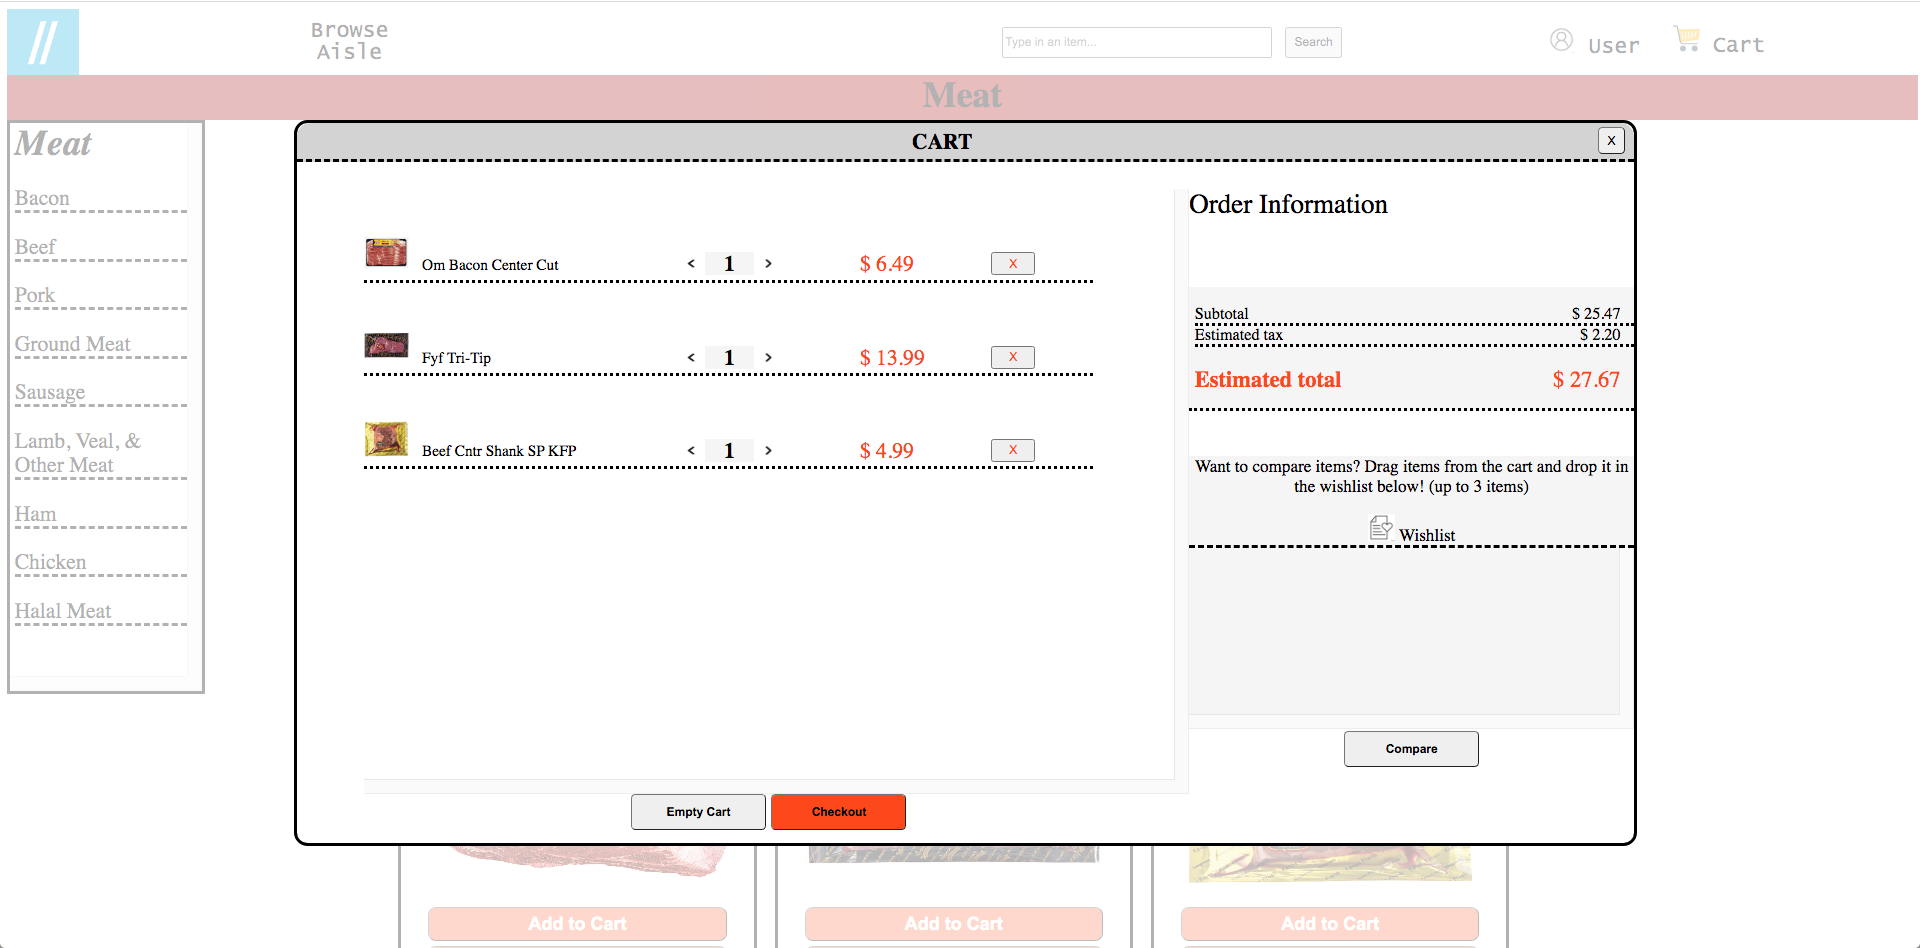 //
Browse
Aisle
Type in an item...
Search
User
Cart
Meat
Meat
Bacon
Beef
Pork
Ground Meat
Sausage
Lamb, Veal, &
Other Meat
Ham
Chicken
Halal Meat
CART
X
Om Bacon Center Cut < 1 > $ 6.49 X
Fyf Tri-Tip < 1 > $ 13.99 X
Beef Cntr Shank SP KFP < 1 > $ 4.99 X
Empty Cart
Checkout
Order Information
Subtotal $ 25.47
Estimated tax $ 2.20
Estimated total $ 27.67
Want to compare items? Drag items from the cart and drop it in
the wishlist below! (up to 3 items)
Wishlist
Compare
Add to Cart
Add to Cart
Add to Cart